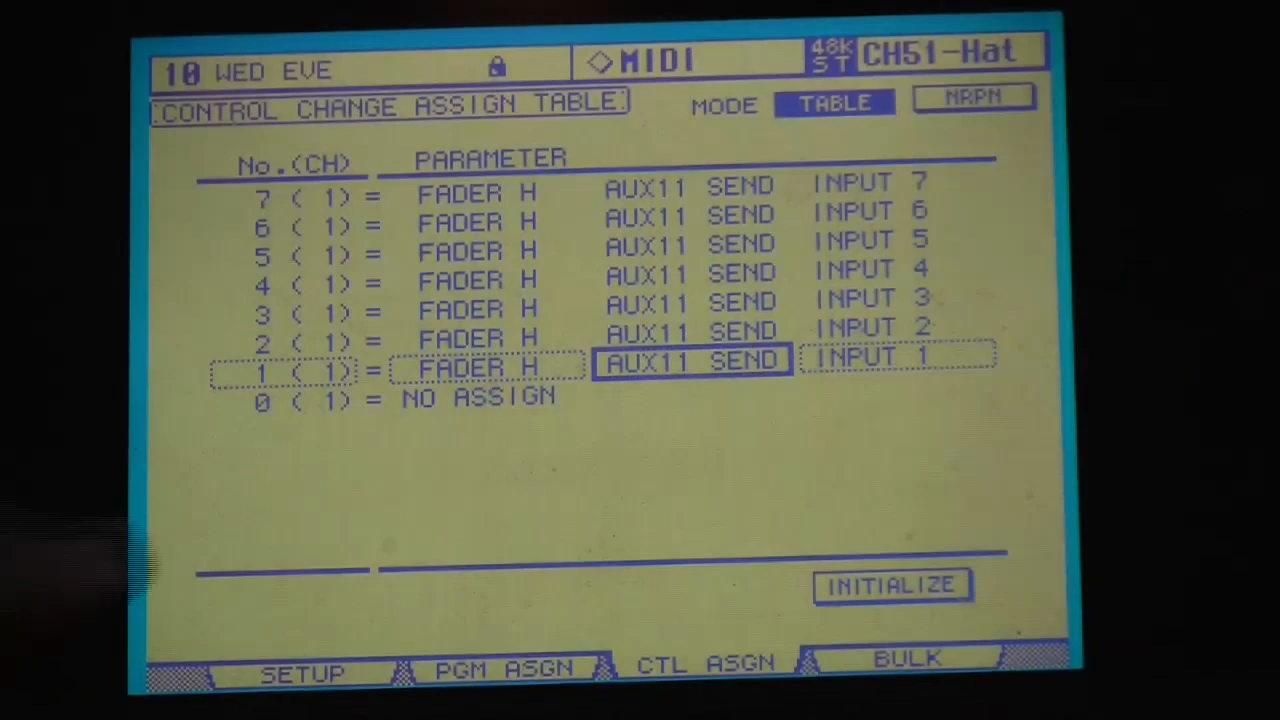 10 WED EVE ◇MIDI 48K ST CH51-Hat
CONTROL CHANGE ASSIGN TABLE MODE TABLE NRPN
No.(CH) PARAMETER
7 ( 1) = FADER H AUX11 SEND INPUT 7
6 ( 1) = FADER H AUX11 SEND INPUT 6
5 ( 1) = FADER H AUX11 SEND INPUT 5
4 ( 1) = FADER H AUX11 SEND INPUT 4
3 ( 1) = FADER H AUX11 SEND INPUT 3
2 ( 1) = FADER H AUX11 SEND INPUT 2
1 ( 1) = FADER H AUX11 SEND INPUT 1
0 ( 1) = NO ASSIGN
INITIALIZE
SETUP PGM ASGN CTL ASGN BULK